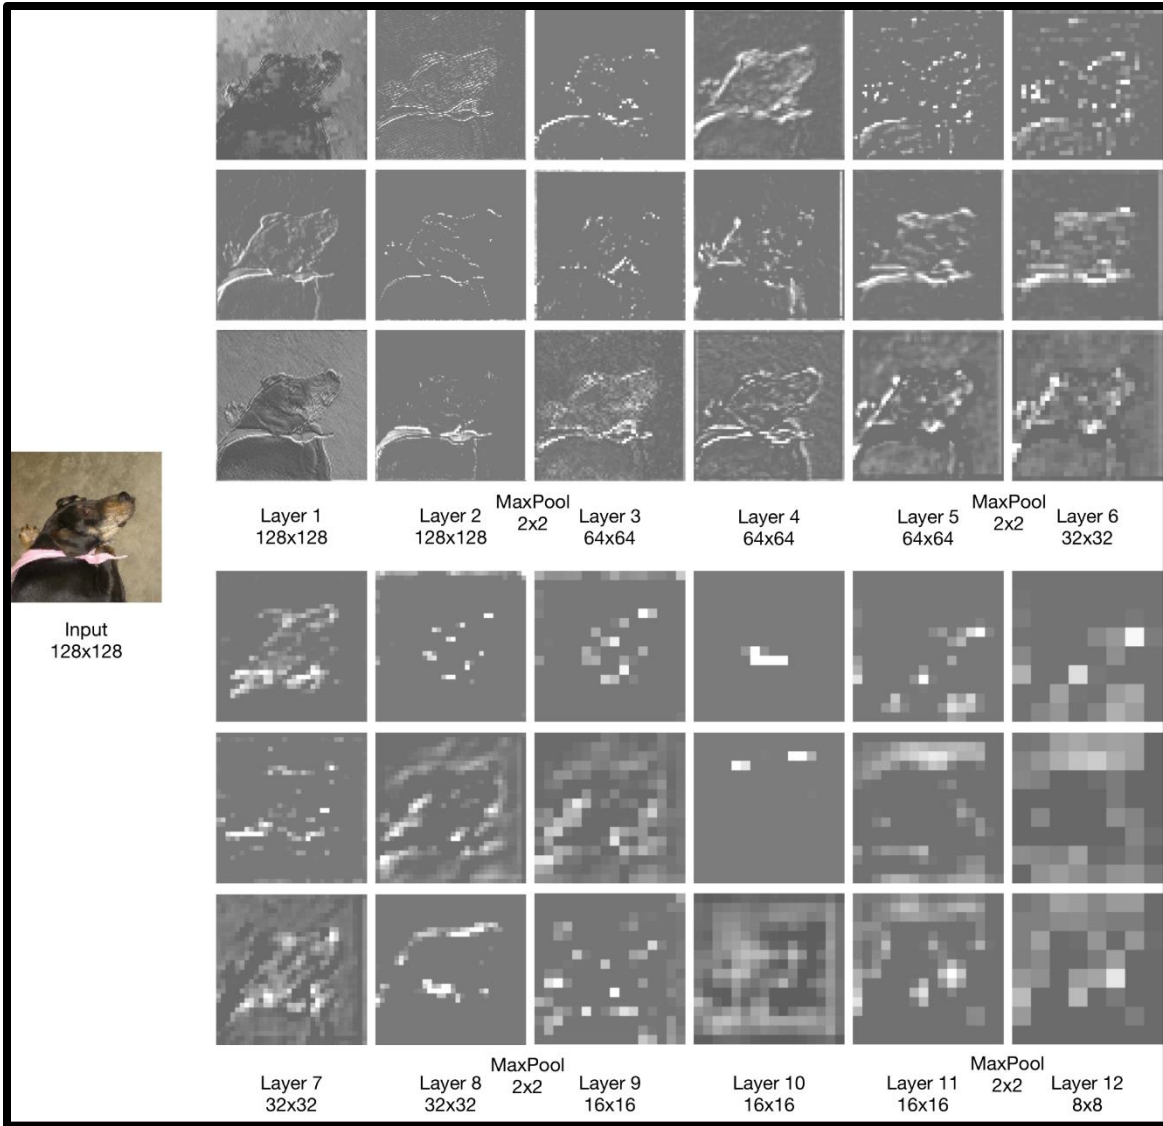 Layer 1
128x128
Layer 2
128x128
MaxPool
2x2
Layer 3
64x64
Layer 4
64x64
Layer 5
64x64
MaxPool
2x2
Layer 6
32x32
Input
128x128
Layer 7
32x32
Layer 8
32x32
MaxPool
2x2
Layer 9
16x16
Layer 10
16x16
Layer 11
16x16
MaxPool
2x2
Layer 12
8x8